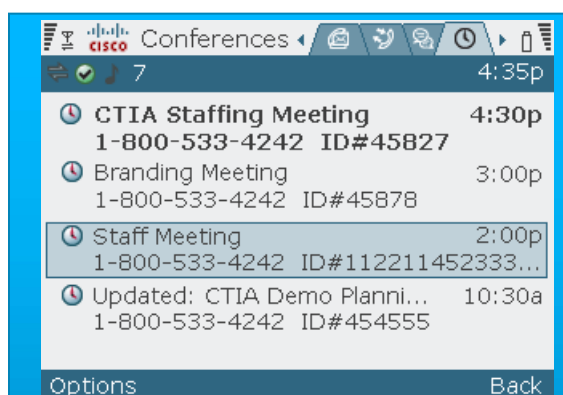 cisco Conferences
7 4:35p
CTIA Staffing Meeting 4:30p
1-800-533-4242 ID#45827
Branding Meeting 3:00p
1-800-533-4242 ID#45878
Staff Meeting 2:00p
1-800-533-4242 ID#112211452333...
Updated: CTIA Demo Planni... 10:30a
1-800-533-4242 ID#454555
Options Back